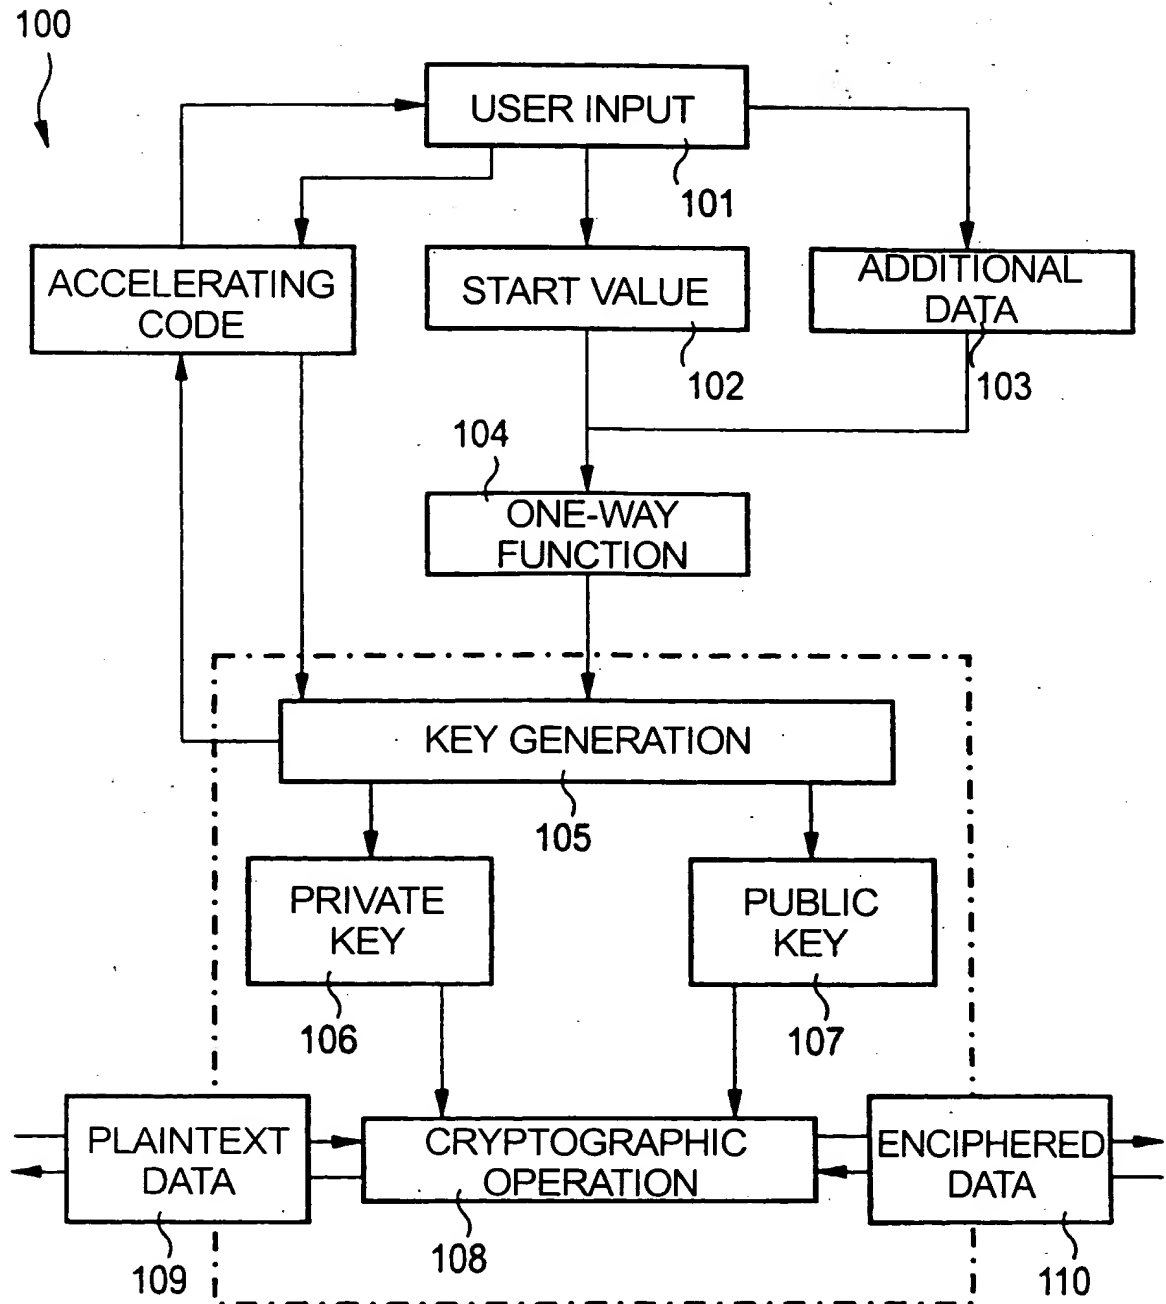 100
USER INPUT
101
ACCELERATING
CODE
START VALUE
102
ADDITIONAL
DATA
103
104
ONE-WAY
FUNCTION
KEY GENERATION
105
PRIVATE
KEY
106
PUBLIC
KEY
107
PLAINTEXT
DATA
109
CRYPTOGRAPHIC
OPERATION
108
ENCIPHERED
DATA
110